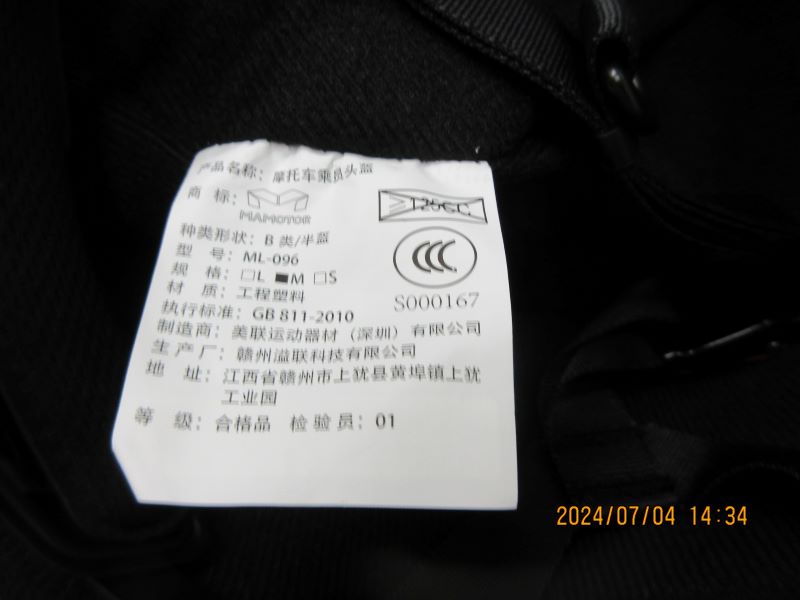 产品名称：摩托车乘员头盔
商 标： MAMOTOR
≥125CC
种类形状：B 类/半盔
型 号：ML-096
规 格：□L ■M □S
材 质：工程塑料
CCC
S000167
执行标准：GB 811-2010
制造商：美联运动器材（深圳）有限公司
生 产 厂：赣州溢联科技有限公司
地 址：江西省赣州市上犹县黄埠镇上犹
工业园
等 级：合格品 检 验 员：01
2024/07/04 14:34